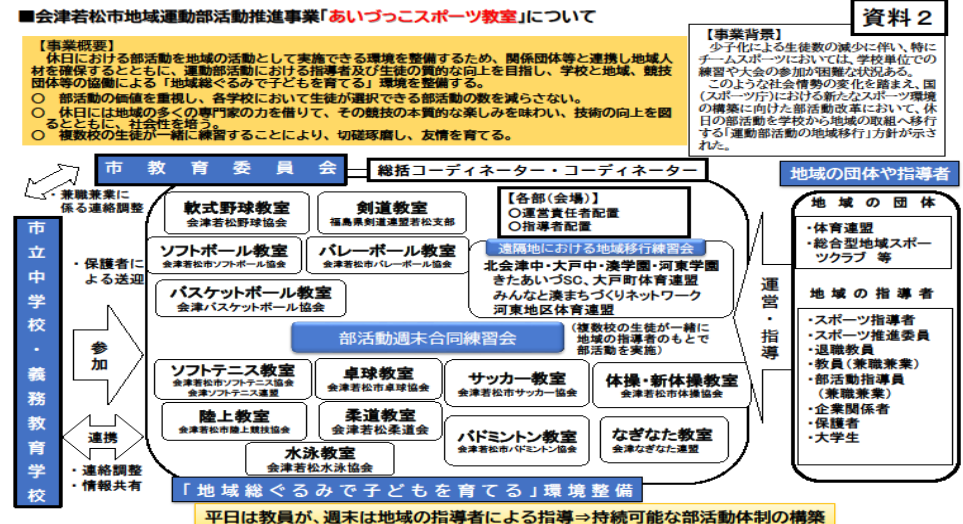 ■会津若松市地域運動部活動推進事業「あいづっこスポーツ教室」について
資料２
【事業概要】
休日における部活動を地域の活動として実施できる環境を整備するため、関係団体等と連携し地域人
材を確保するとともに、運動部活動における指導者及び生徒の質的な向上を目指し、学校と地域、競技
団体等の協働による「地域総ぐるみで子どもを育てる」環境を整備する。
○　部活動の価値を重視し、各学校において生徒が選択できる部活動の数を減らさない。
○　休日には地域の多くの専門家の力を借りて、その競技の本質的な楽しみを味わい、技術の向上を図
るとともに、社会性を培う。
○　複数校の生徒が一緒に練習することにより、切磋琢磨し、友情を育てる。
【事業背景】
少子化による生徒数の減少に伴い、特に
チームスポーツにおいては、学校単位での
練習や大会の参加が困難な状況ある。
このような社会情勢の変化を踏まえ、国
（スポーツ庁）における新たなスポーツ環境
の構築に向けた部活動改革において、休
日の部活動を学校から地域の取組へ移行
する「運動部活動の地域移行」方針が示さ
れた。
市教育委員会
総括コーディネーター・コーディネーター
地域の団体や指導者
・兼職兼業に
係る連絡調整
市立中学校・義務教育学校
・保護者に
よる送迎
参加
連携
・連絡調整
・情報共有
軟式野球教室
会津若松野球協会
剣道教室
福島県剣道連盟若松支部
【各部（会場）】
○運営責任者配置
○指導者配置
ソフトボール教室
会津若松市ソフトボール協会
バレーボール教室
会津若松市バレーボール協会
バスケットボール教室
会津バスケットボール協会
遠隔地における地域移行練習会
北会津中・大戸中・湊学園・河東学園
きたあいづSC、大戸町体育連盟
みんなと湊まちづくりネットワーク
河東地区体育連盟
部活動週末合同練習会
（複数校の生徒が一緒に
地域の指導者のもとで
部活動を実施）
ソフトテニス教室
会津若松市ソフトテニス協会
会津ソフトテニス連盟
卓球教室
会津若松市卓球協会
サッカー教室
会津若松市サッカー協会
体操・新体操教室
会津若松市体操協会
陸上教室
会津若松市陸上競技協会
柔道教室
会津若松柔道会
バドミントン教室
会津若松市バドミントン協会
なぎなた教室
会津なぎなた連盟
水泳教室
会津若松水泳協会
運営・指導
地域の団体
・体育連盟
・総合型地域スポー
ツクラブ　等
地域の指導者
・スポーツ指導者
・スポーツ推進委員
・退職教員
・教員（兼職兼業）
・部活動指導員
（兼職兼業）
・企業関係者
・保護者
・大学生
「地域総ぐるみで子どもを育てる」環境整備
平日は教員が、週末は地域の指導者による指導⇒持続可能な部活動体制の構築